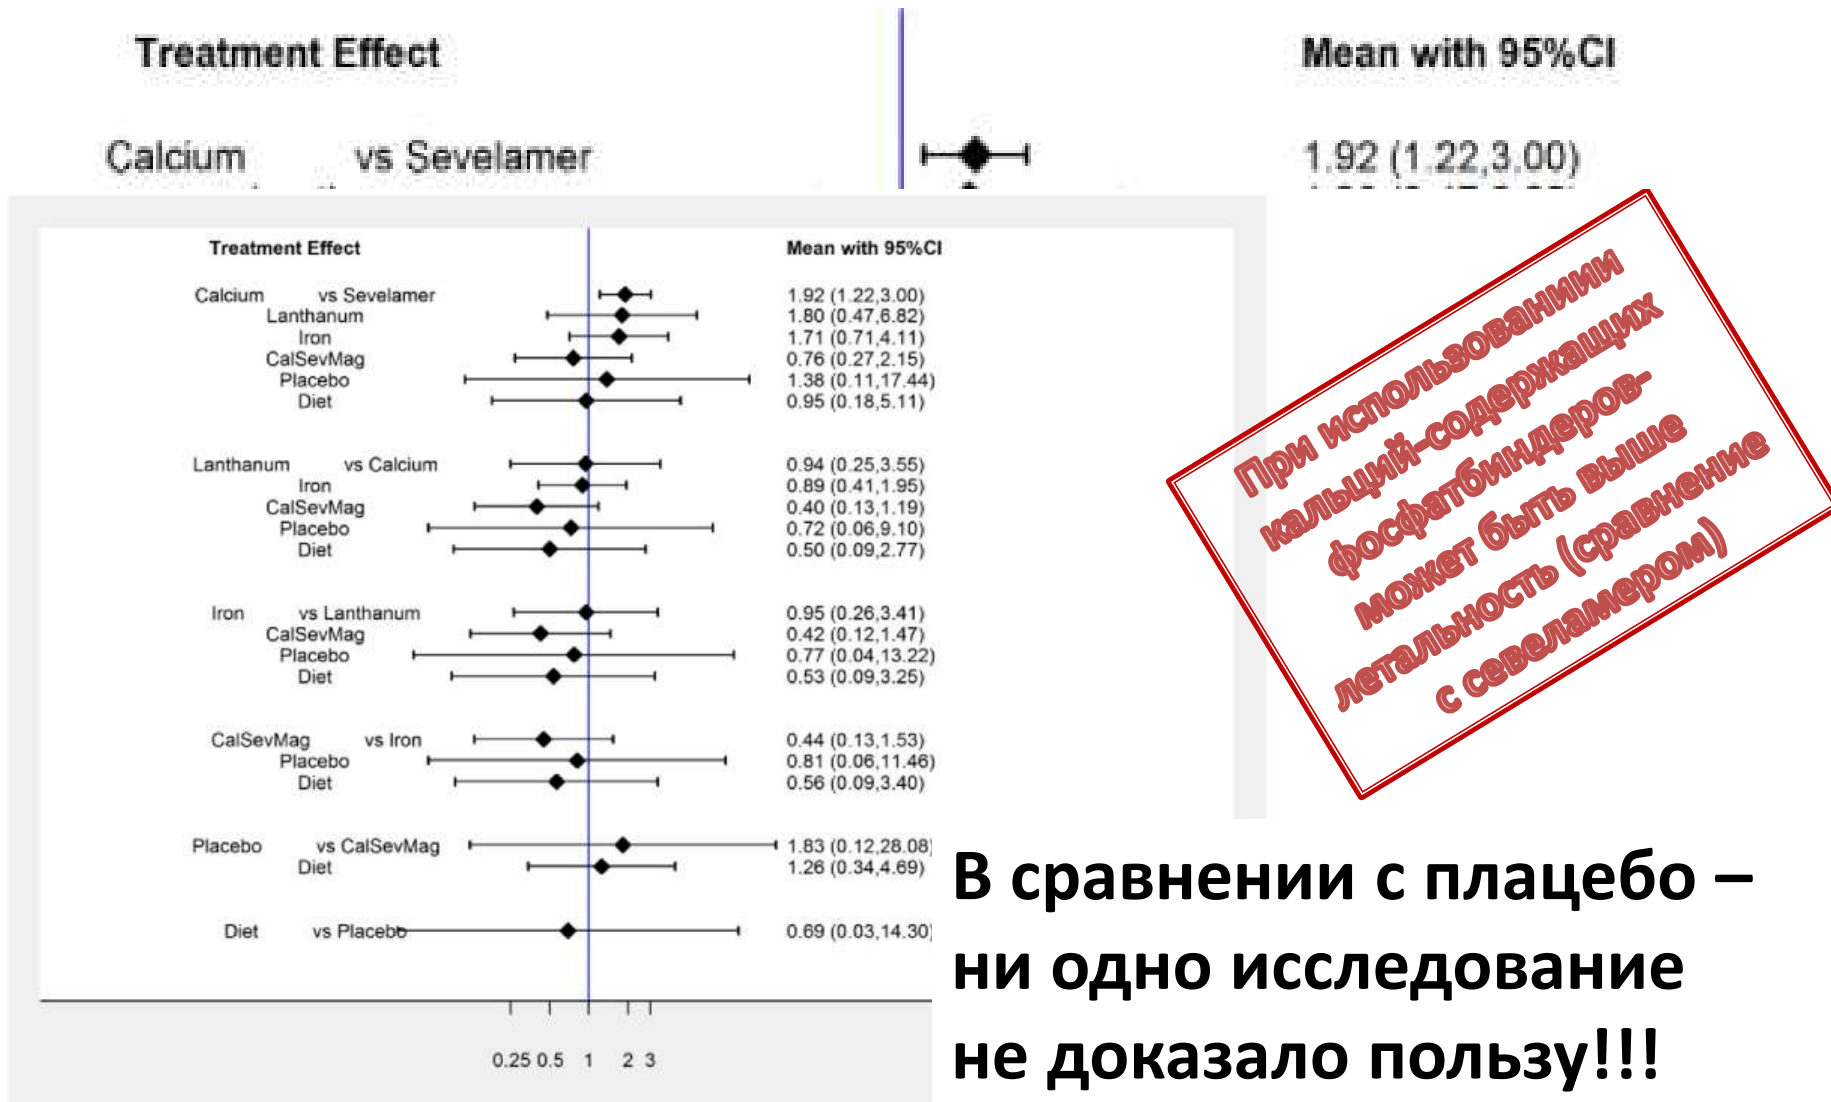 Treatment Effect Mean with 95%CI
Calcium vs Sevelamer 1.92 (1.22,3.00)
Treatment Effect Mean with 95%CI
Calcium vs Sevelamer 1.92 (1.22,3.00)
Lanthanum 1.80 (0.47,6.82)
Iron 1.71 (0.71,4.11)
CalSevMag 0.76 (0.27,2.15)
Placebo 1.38 (0.11,17.44)
Diet 0.95 (0.18,5.11)
Lanthanum vs Calcium 0.94 (0.25,3.55)
Iron 0.89 (0.41,1.95)
CalSevMag 0.40 (0.13,1.19)
Placebo 0.72 (0.06,9.10)
Diet 0.50 (0.09,2.77)
Iron vs Lanthanum 0.95 (0.26,3.41)
CalSevMag 0.42 (0.12,1.47)
Placebo 0.77 (0.04,13.22)
Diet 0.53 (0.09,3.25)
CalSevMag vs Iron 0.44 (0.13,1.53)
Placebo 0.81 (0.06,11.46)
Diet 0.56 (0.09,3.40)
Placebo vs CalSevMag 1.83 (0.12,28.08)
Diet 1.26 (0.34,4.69)
Diet vs Placebo 0.69 (0.03,14.30)
0.25 0.5 1 2 3
При использованиии
кальций-содержащих
фосфатбиндеров-
может быть выше
летальность (сравнение
с севеламером)
В сравнении с плацебо –
ни одно исследование
не доказало пользу!!!